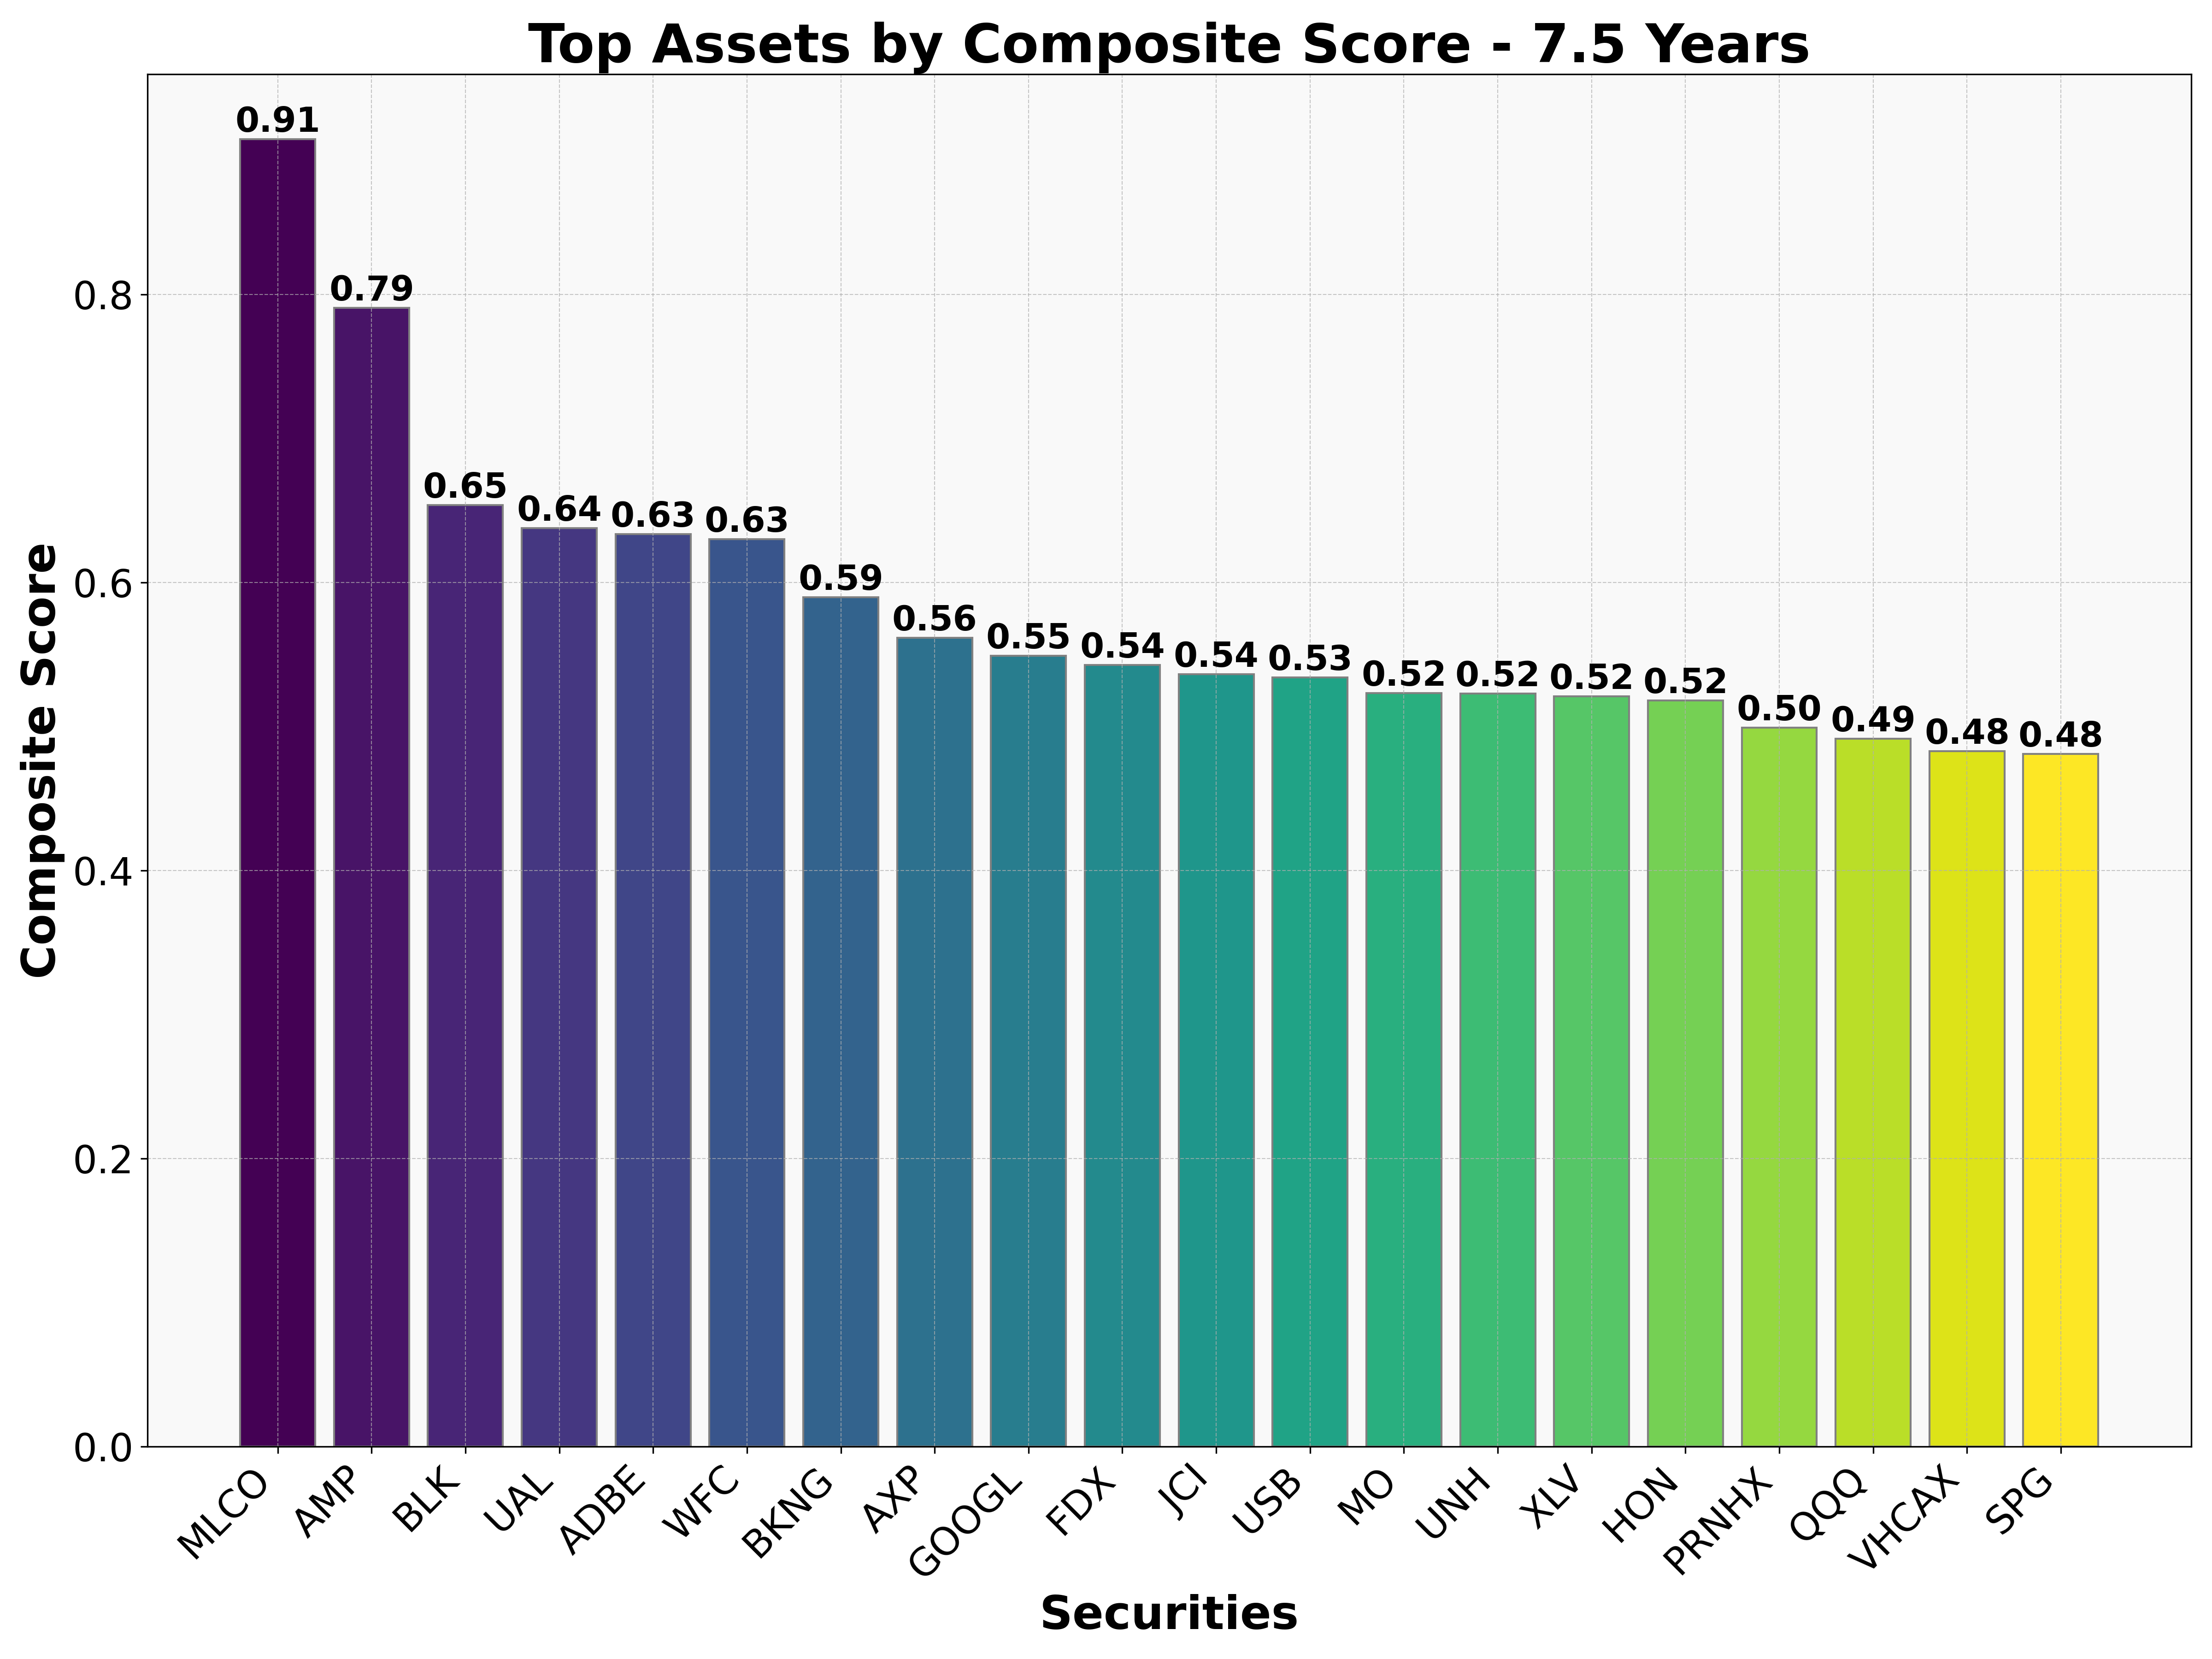 Top Assets by Composite Score - 7.5 Years
Composite Score
0.8
0.6
0.4
0.2
0.0
0.91
0.79
0.65
0.64
0.63
0.63
0.59
0.56
0.55
0.54
0.54
0.53
0.52
0.52
0.52
0.52
0.50
0.49
0.48
0.48
MLCO
AMP
BLK
UAL
ADBE
WFC
BKNG
AXP
GOOGL
FDX
JCI
USB
MO
UNH
XLV
HON
PRNHX
QQQ
VHCAX
SPG
Securities